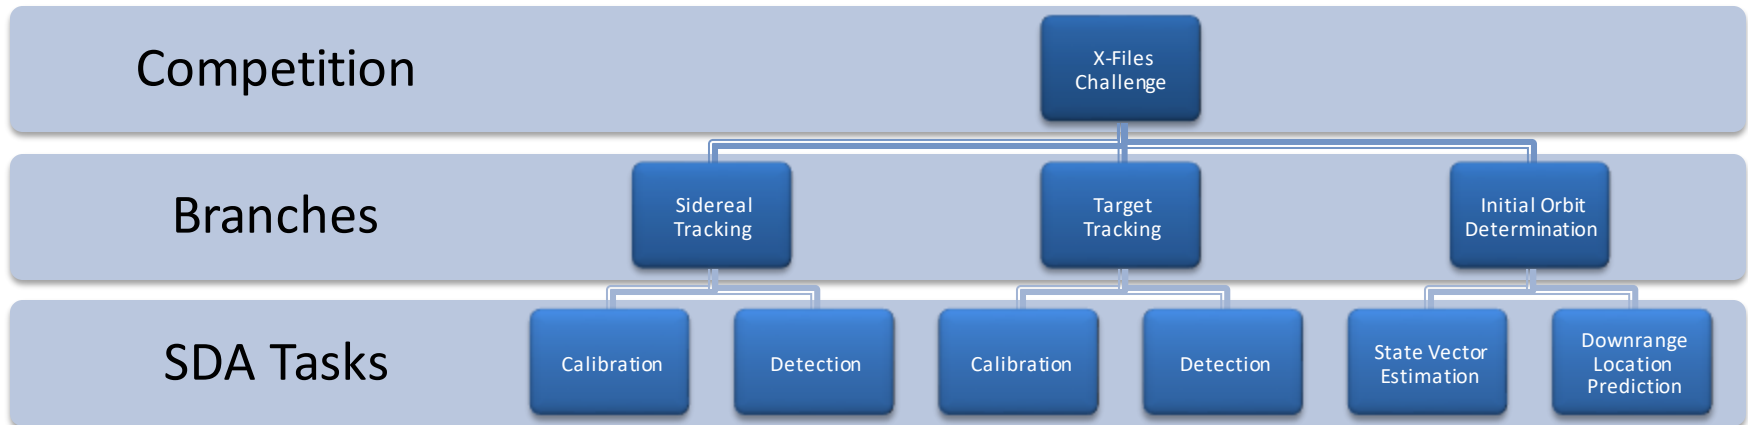 Competition
X-Files
Challenge
Branches
Sidereal
Tracking
Target
Tracking
Initial Orbit
Determination
SDA Tasks
Calibration
Detection
Calibration
Detection
State Vector
Estimation
Downrange
Location
Prediction